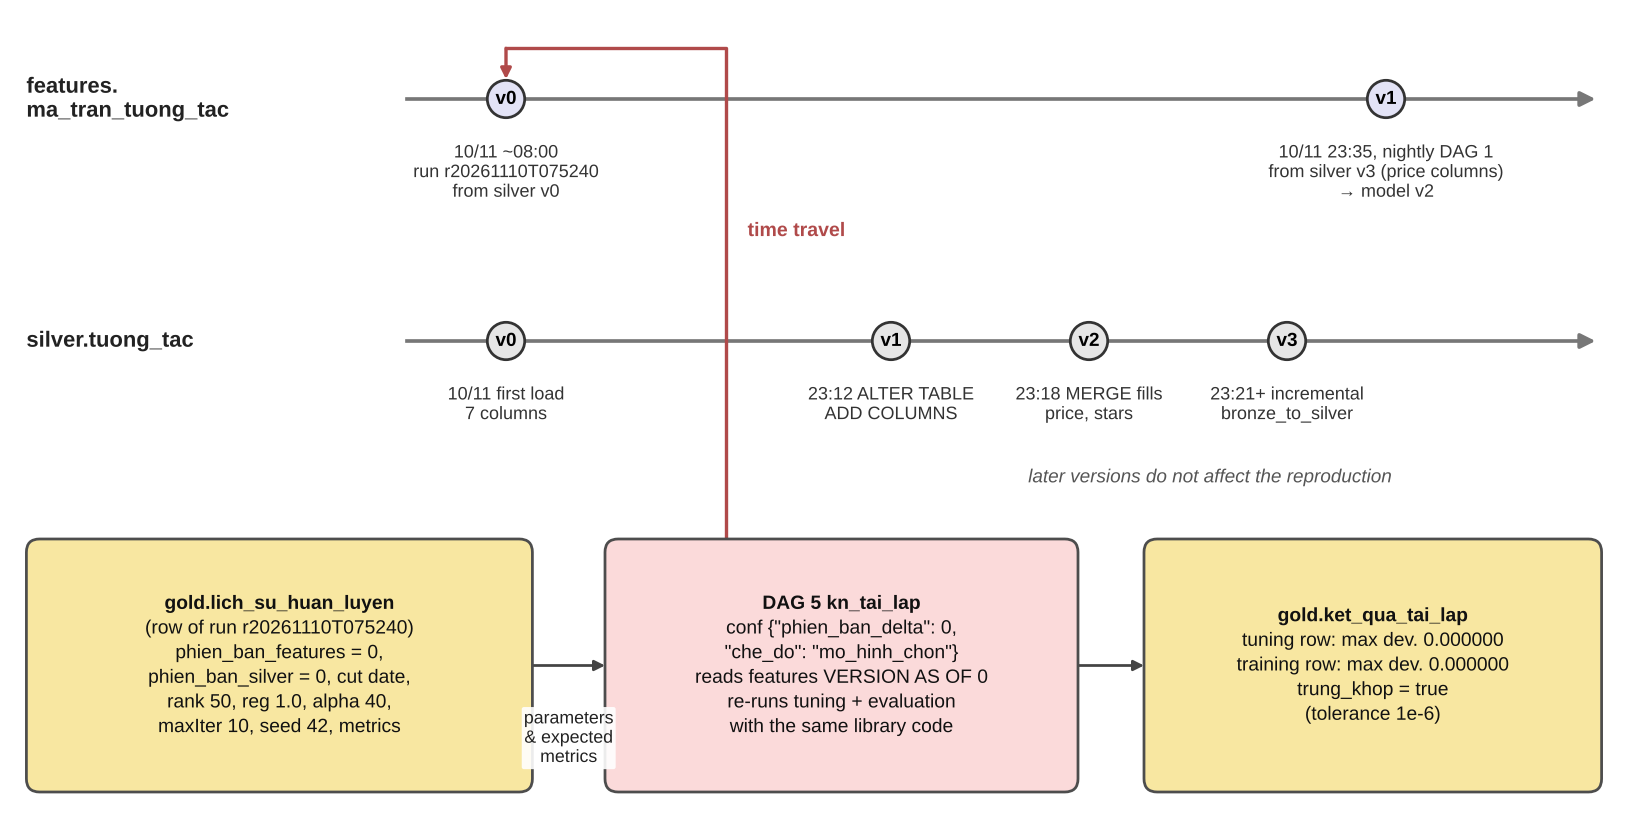 features.
ma_tran_tuong_tac
v0
v1
10/11 ~08:00
run r20261110T075240
from silver v0
10/11 23:35, nightly DAG 1
from silver v3 (price columns)
→ model v2
time travel
silver.tuong_tac
v0
v1
v2
v3
10/11 first load
7 columns
23:12 ALTER TABLE
ADD COLUMNS
23:18 MERGE fills
price, stars
23:21+ incremental
bronze_to_silver
later versions do not affect the reproduction
gold.lich_su_huan_luyen
(row of run r20261110T075240)
phien_ban_features = 0,
phien_ban_silver = 0, cut date,
rank 50, reg 1.0, alpha 40,
maxIter 10, seed 42, metrics
parameters
& expected
metrics
DAG 5 kn_tai_lap
conf {"phien_ban_delta": 0,
"che_do": "mo_hinh_chon"}
reads features VERSION AS OF 0
re-runs tuning + evaluation
with the same library code
gold.ket_qua_tai_lap
tuning row: max dev. 0.000000
training row: max dev. 0.000000
trung_khop = true
(tolerance 1e-6)